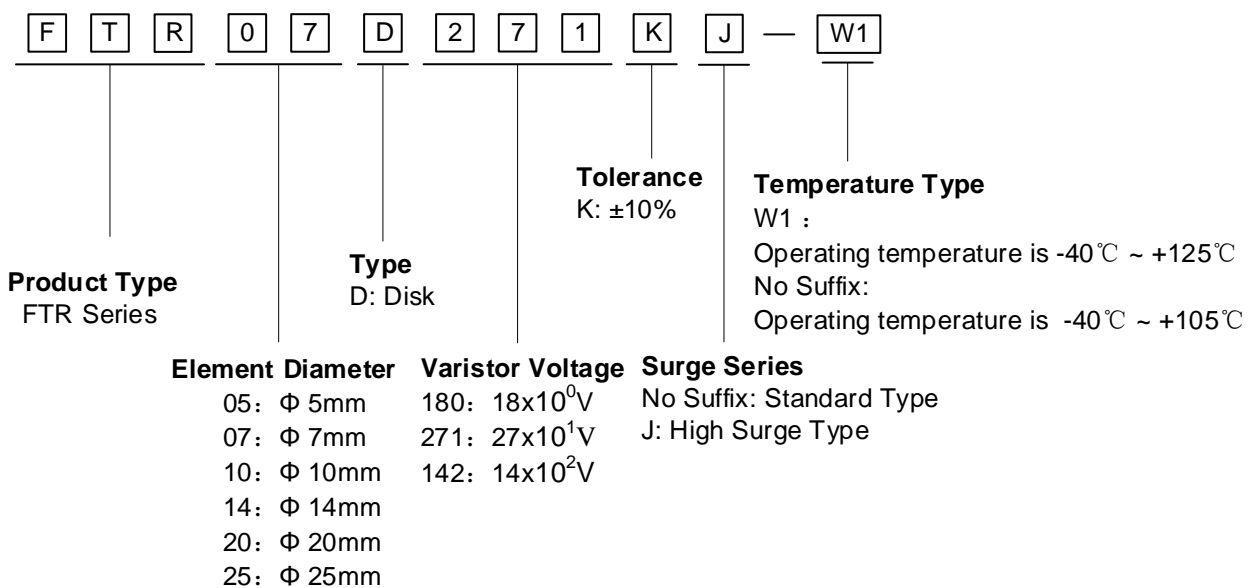 F T R 0 7 D 2 7 1 K J — W1
Tolerance
K: ±10%
Temperature Type
W1：
Operating temperature is -40℃ ~ +125℃
No Suffix:
Operating temperature is -40℃ ~ +105℃
Type
D: Disk
Product Type
FTR Series
Element Diameter
05：Φ 5mm
07：Φ 7mm
10：Φ 10mm
14：Φ 14mm
20：Φ 20mm
25：Φ 25mm
Varistor Voltage
180：18x10⁰V
271：27x10¹V
142：14x10²V
Surge Series
No Suffix: Standard Type
J: High Surge Type